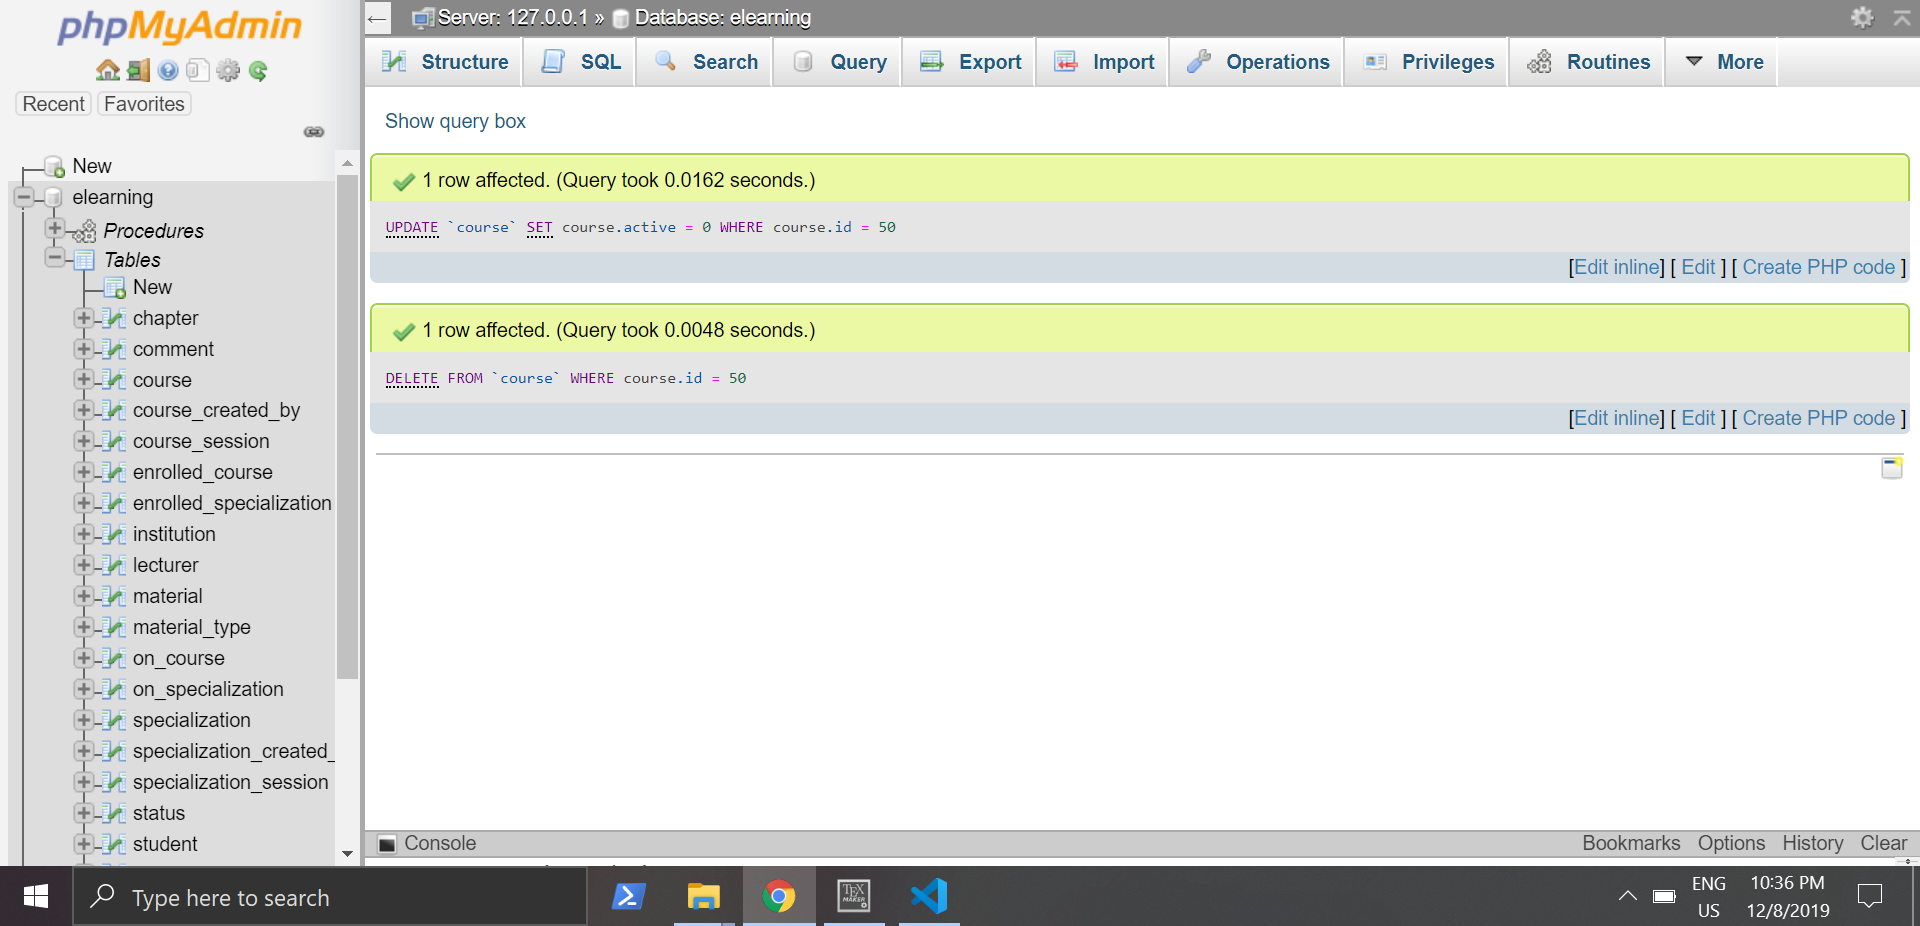 phpMyAdmin
Recent Favorites
New
elearning
Procedures
Tables
New
chapter
comment
course
course_created_by
course_session
enrolled_course
enrolled_specialization
institution
lecturer
material
material_type
on_course
on_specialization
specialization
specialization_created_
specialization_session
status
student
Server: 127.0.0.1 » Database: elearning
Structure SQL Search Query Export Import Operations Privileges Routines More
Show query box
1 row affected. (Query took 0.0162 seconds.)
UPDATE `course` SET course.active = 0 WHERE course.id = 50
[Edit inline] [ Edit ] [ Create PHP code ]
1 row affected. (Query took 0.0048 seconds.)
DELETE FROM `course` WHERE course.id = 50
[Edit inline] [ Edit ] [ Create PHP code ]
Console Bookmarks Options History Clear
Type here to search
TEX
MAKER
ENG
US
10:36 PM
12/8/2019